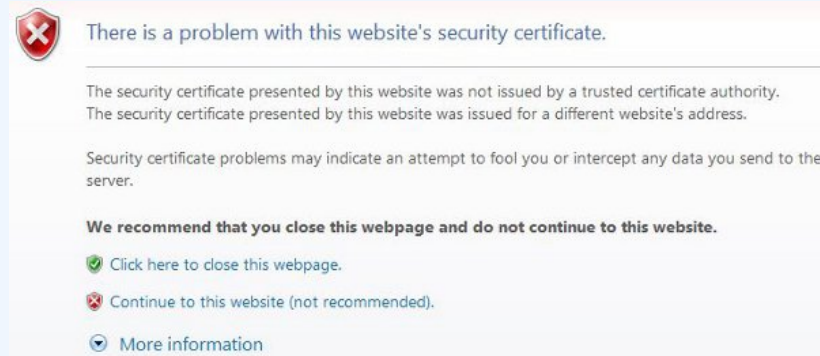 There is a problem with this website's security certificate.
The security certificate presented by this website was not issued by a trusted certificate authority.
The security certificate presented by this website was issued for a different website's address.
Security certificate problems may indicate an attempt to fool you or intercept any data you send to the
server.
We recommend that you close this webpage and do not continue to this website.
Click here to close this webpage.
Continue to this website (not recommended).
More information